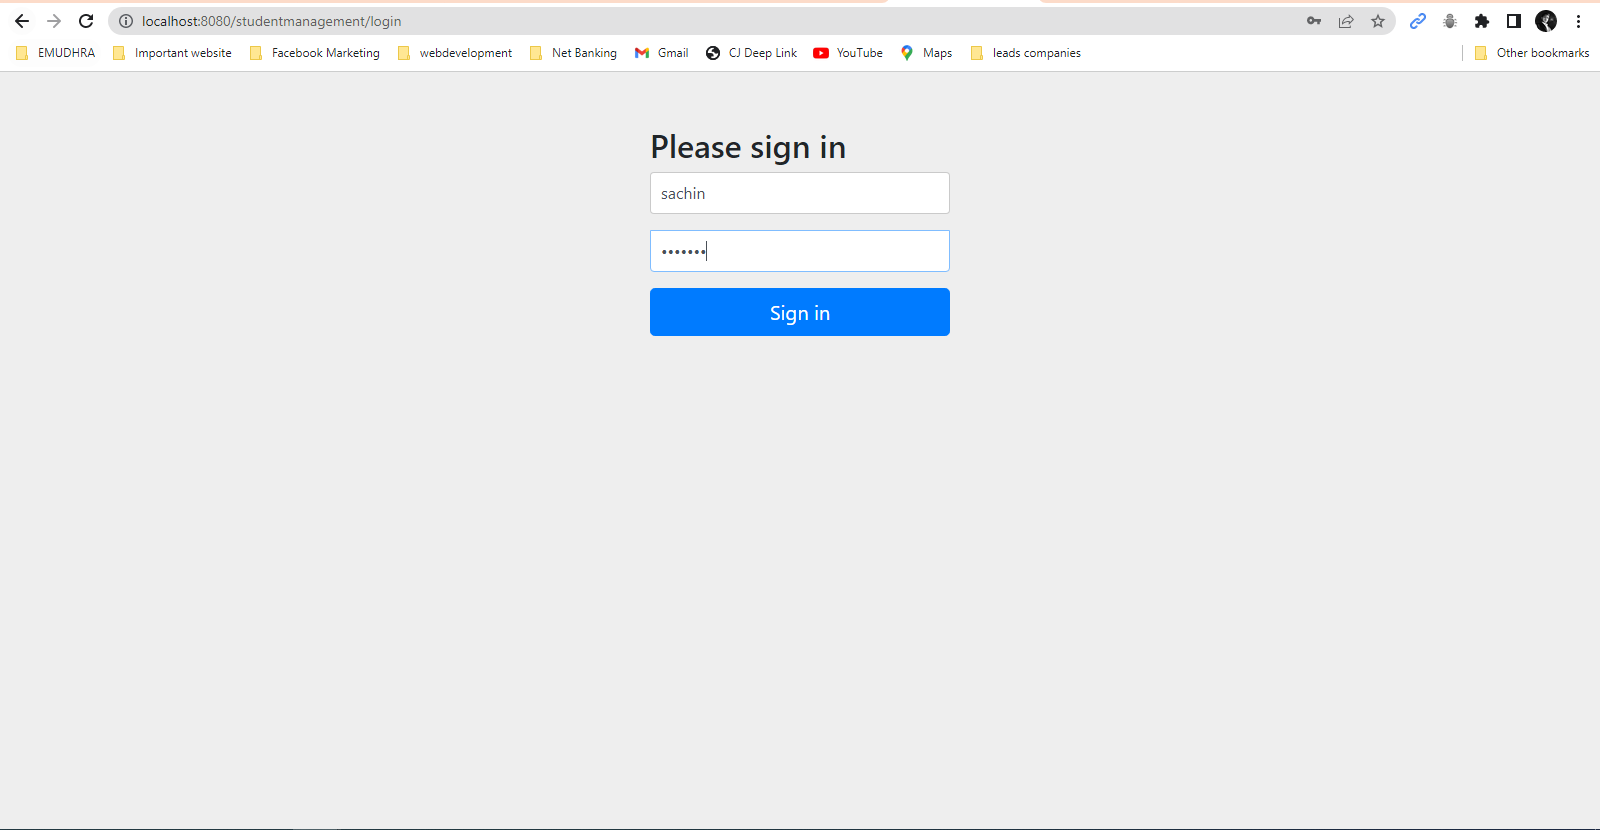 localhost:8080/studentmanagement/login
EMUDHRA Important website Facebook Marketing webdevelopment Net Banking Gmail CJ Deep Link YouTube Maps leads companies Other bookmarks
Please sign in
sachin
•••••••
Sign in